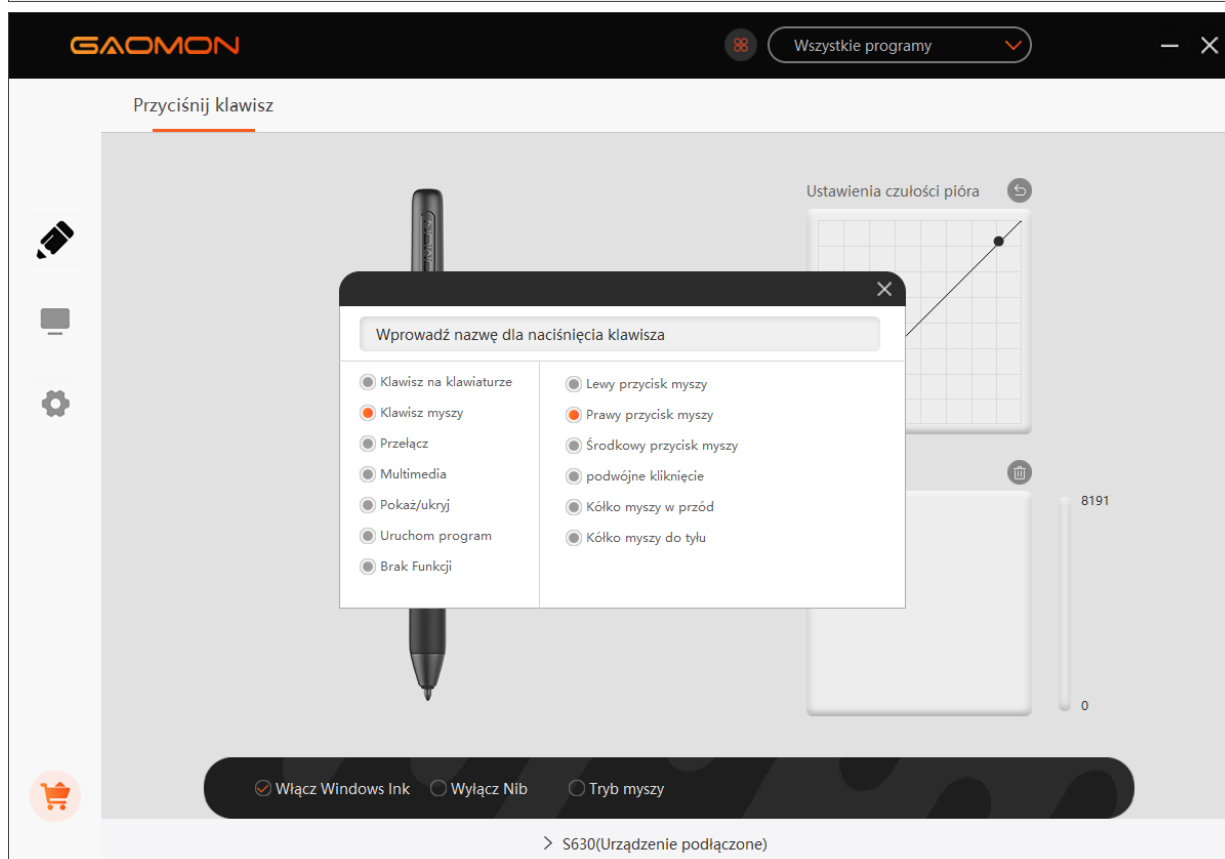 GAOMON
Wszystkie programy
Przyciśnij klawisz
Ustawienia czułości pióra
Wprowadź nazwę dla naciśnięcia klawisza
Klawisz na klawiaturze
Klawisz myszy
Przełącz
Multimedia
Pokaż/ukryj
Uruchom program
Brak Funkcji
Lewy przycisk myszy
Prawy przycisk myszy
Środkowy przycisk myszy
podwójne kliknięcie
Kółko myszy w przód
Kółko myszy do tyłu
8191
0
Włącz Windows Ink
Wyłącz Nib
Tryb myszy
S630(Urządzenie podłączone)